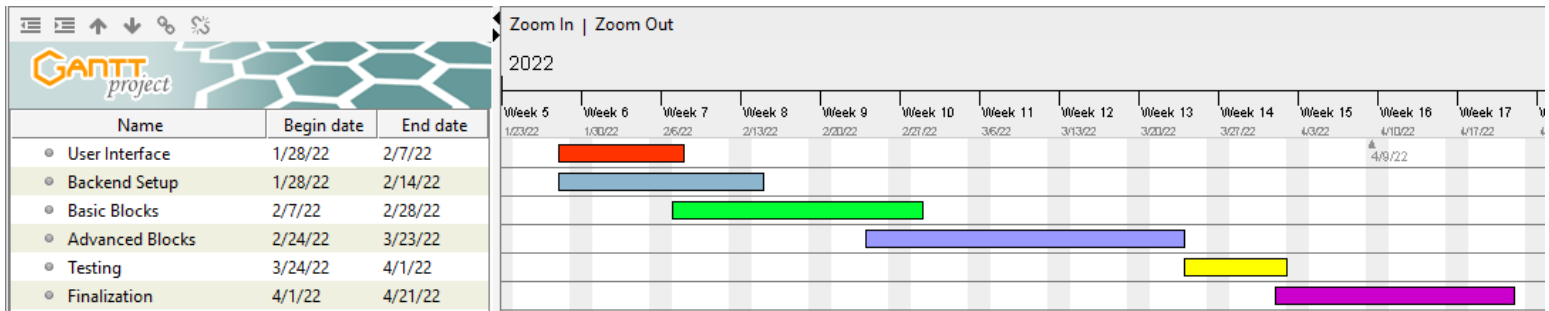 Zoom In | Zoom Out
GANTT project
2022
Week 5 Week 6 Week 7 Week 8 Week 9 Week 10 Week 11 Week 12 Week 13 Week 14 Week 15 Week 16 Week 17
1/23/22 1/30/22 2/6/22 2/13/22 2/20/22 2/27/22 3/6/22 3/13/22 3/20/22 3/27/22 4/3/22 4/10/22 4/17/22
Name Begin date End date
User Interface 1/28/22 2/7/22
4/9/22
Backend Setup 1/28/22 2/14/22
Basic Blocks 2/7/22 2/28/22
Advanced Blocks 2/24/22 3/23/22
Testing 3/24/22 4/1/22
Finalization 4/1/22 4/21/22